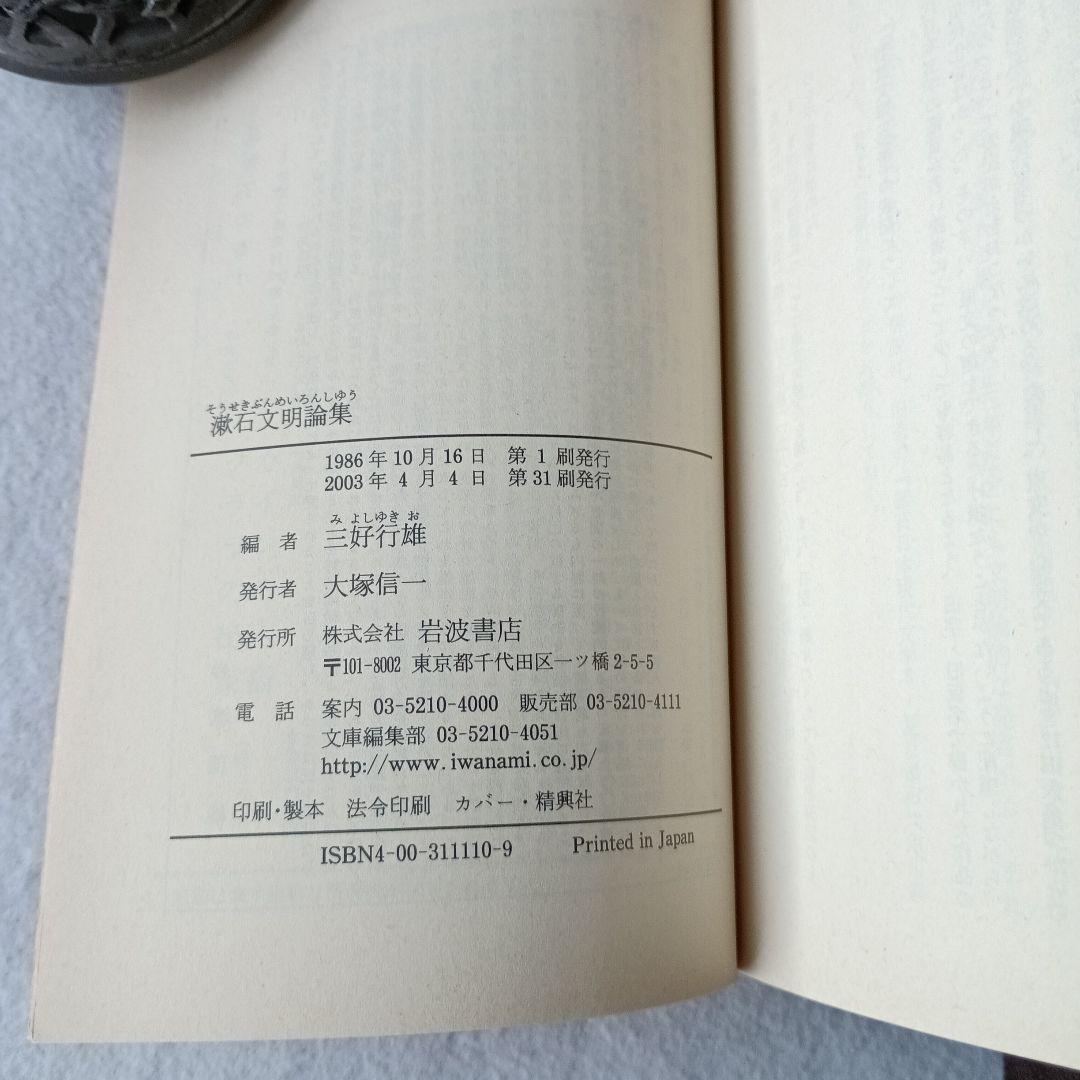 そうせきぶんめいろんしゆう
漱石文明論集
1986年10月16日 第1刷発行
2003年4月4日 第31刷発行
みよしゆきお
編者 三好行雄
発行者 大塚信一
発行所 株式会社 岩波書店
〒101-8002 東京都千代田区一ツ橋2-5-5
電話 案内 03-5210-4000 販売部 03-5210-4111
文庫編集部 03-5210-4051
http://www.iwanami.co.jp/
印刷・製本 法令印刷 カバー・精興社
ISBN4-00-311110-9 Printed in Japan